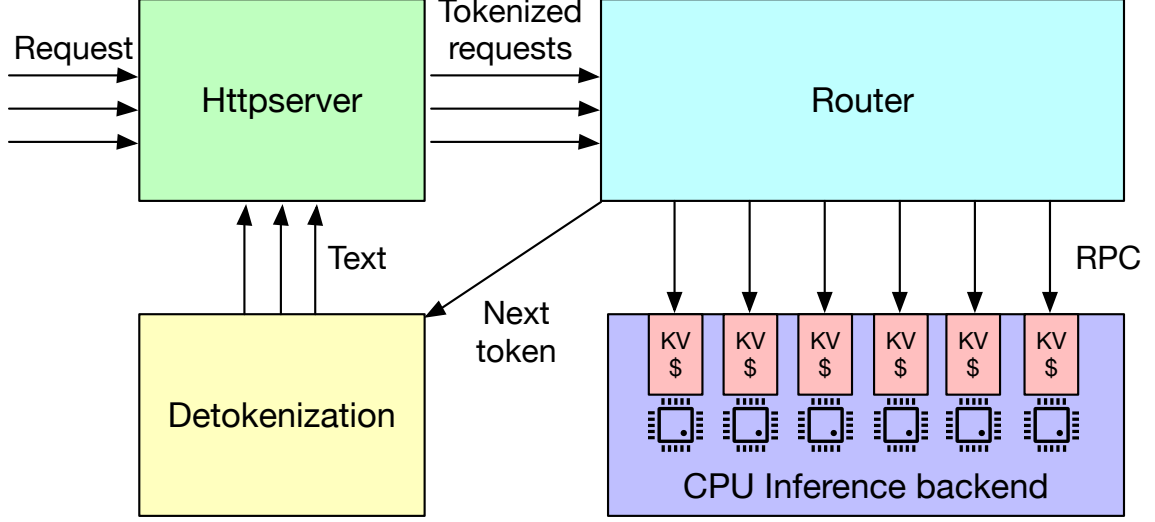 Request
Httpserver
Tokenized
requests
Router
Text
Next
token
RPC
Detokenization
KV
$
KV
$
KV
$
KV
$
KV
$
KV
$
CPU Inference backend